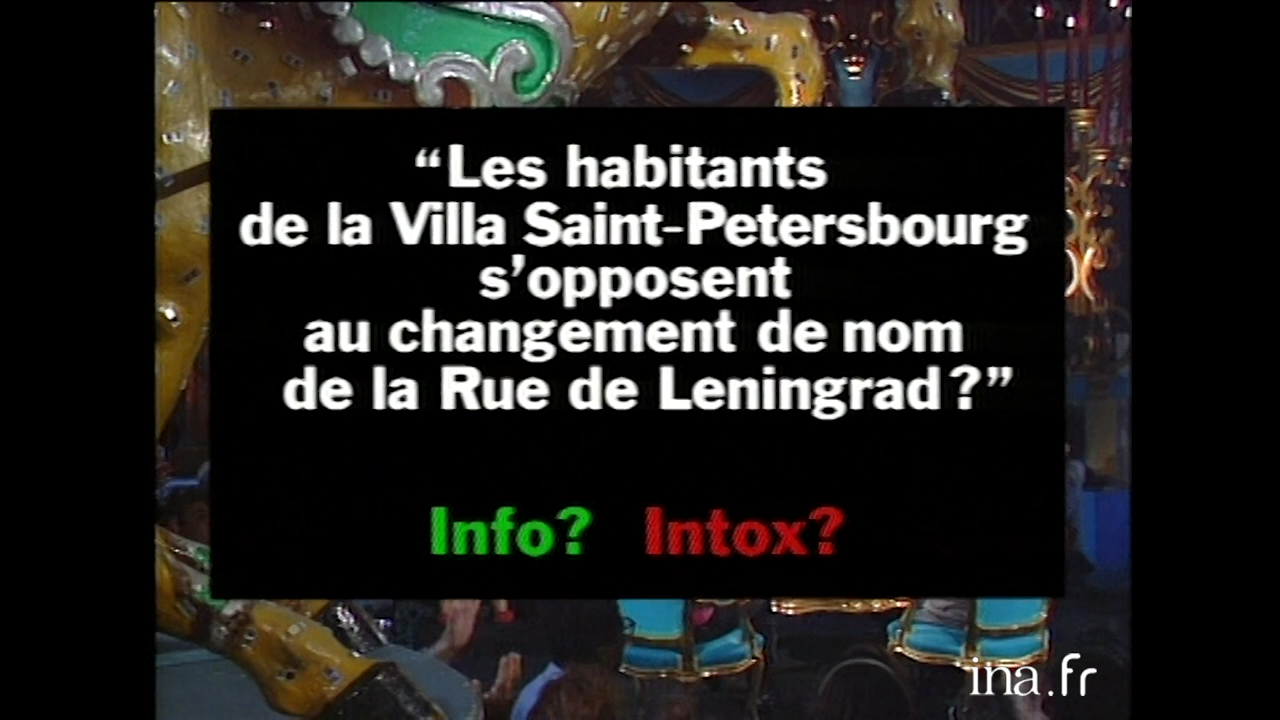 “Les habitants
de la Villa Saint-Petersbourg
s’opposent
au changement de nom
de la Rue de Leningrad?”
Info? Intox?
ina.fr